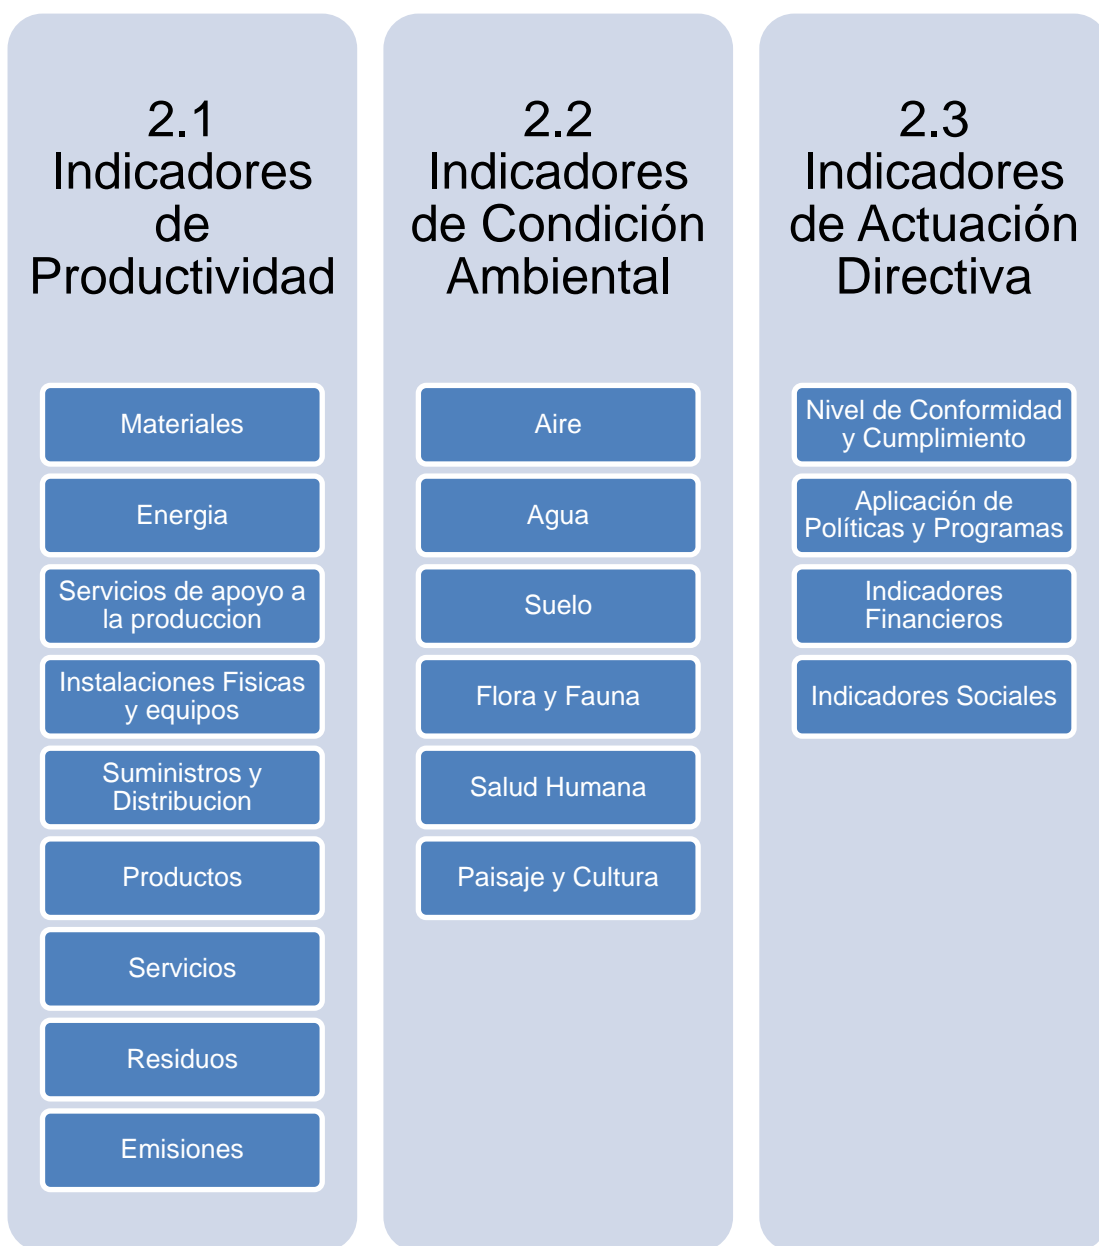 2.1
Indicadores
de
Productividad
Materiales
Energia
Servicios de apoyo a
la produccion
Instalaciones Fisicas
y equipos
Suministros y
Distribucion
Productos
Servicios
Residuos
Emisiones
2.2
Indicadores
de Condición
Ambiental
Aire
Agua
Suelo
Flora y Fauna
Salud Humana
Paisaje y Cultura
2.3
Indicadores
de Actuación
Directiva
Nivel de Conformidad
y Cumplimiento
Aplicación de
Políticas y Programas
Indicadores
Financieros
Indicadores Sociales